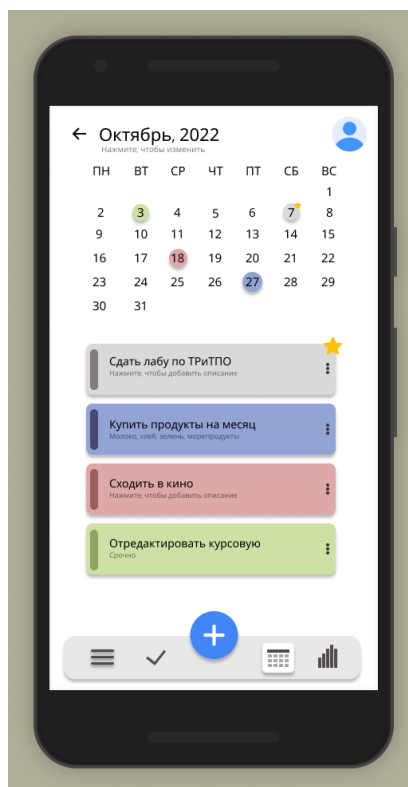 Октябрь, 2022
Нажмите, чтобы изменить
ПН ВТ СР ЧТ ПТ СБ ВС
1
2 3 4 5 6 7 8
9 10 11 12 13 14 15
16 17 18 19 20 21 22
23 24 25 26 27 28 29
30 31
Сдать лабу по ТРиТПО
Нажмите, чтобы добавить описание
Купить продукты на месяц
Молоко, хлеб, зелень, морепродукты
Сходить в кино
Нажмите, чтобы добавить описание
Отредактировать курсовую
Срочно